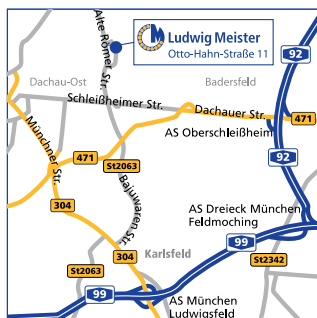 Alte Römer Str.
Ludwig Meister
Otto-Hahn-Straße 11
92
Dachau-Ost
Badersfeld
Schleißheimer Str.
Dachauer Str.
471
AS Oberschleißheim
Münchner Str.
471
St2063
92
Bajuwaren Str.
304
AS Dreieck München
Feldmoching
99
304
Karlsfeld
St2063
St2342
99
AS München
Ludwigsfeld